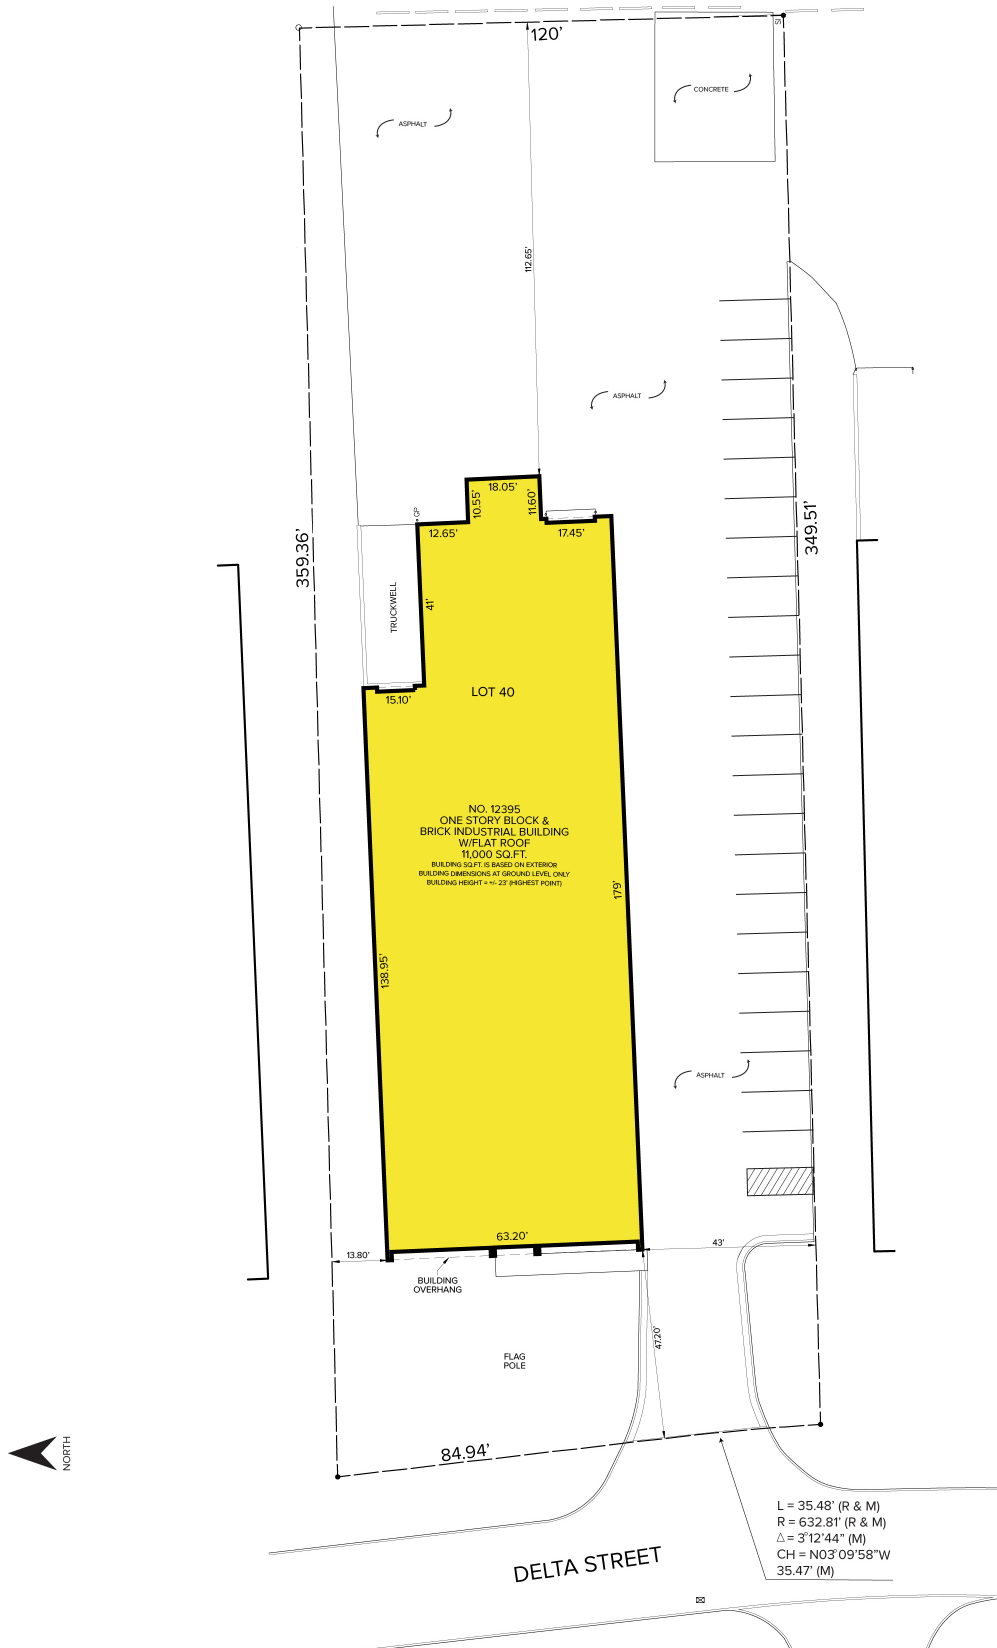 120'
SI
CONCRETE
ASPHALT
112.65'
ASPHALT
359.36'
349.51'
18.05'
10.55'
11.60'
GP
12.65'
17.45'
TRUCKWELL
41'
LOT 40
15.10'
NO. 12395
ONE STORY BLOCK &
BRICK INDUSTRIAL BUILDING
W/FLAT ROOF
11,000 SQ.FT.
BUILDING SQ.FT. IS BASED ON EXTERIOR
BUILDING DIMENSIONS AT GROUND LEVEL ONLY
BUILDING HEIGHT = +/- 23' (HIGHEST POINT)
179'
138.95'
ASPHALT
63.20'
13.80'
43'
BUILDING
OVERHANG
47.20'
FLAG
POLE
NORTH
84.94'
L = 35.48' (R & M)
R = 632.81' (R & M)
Δ = 3°12'44" (M)
CH = N03°09'58"W
35.47' (M)
DELTA STREET